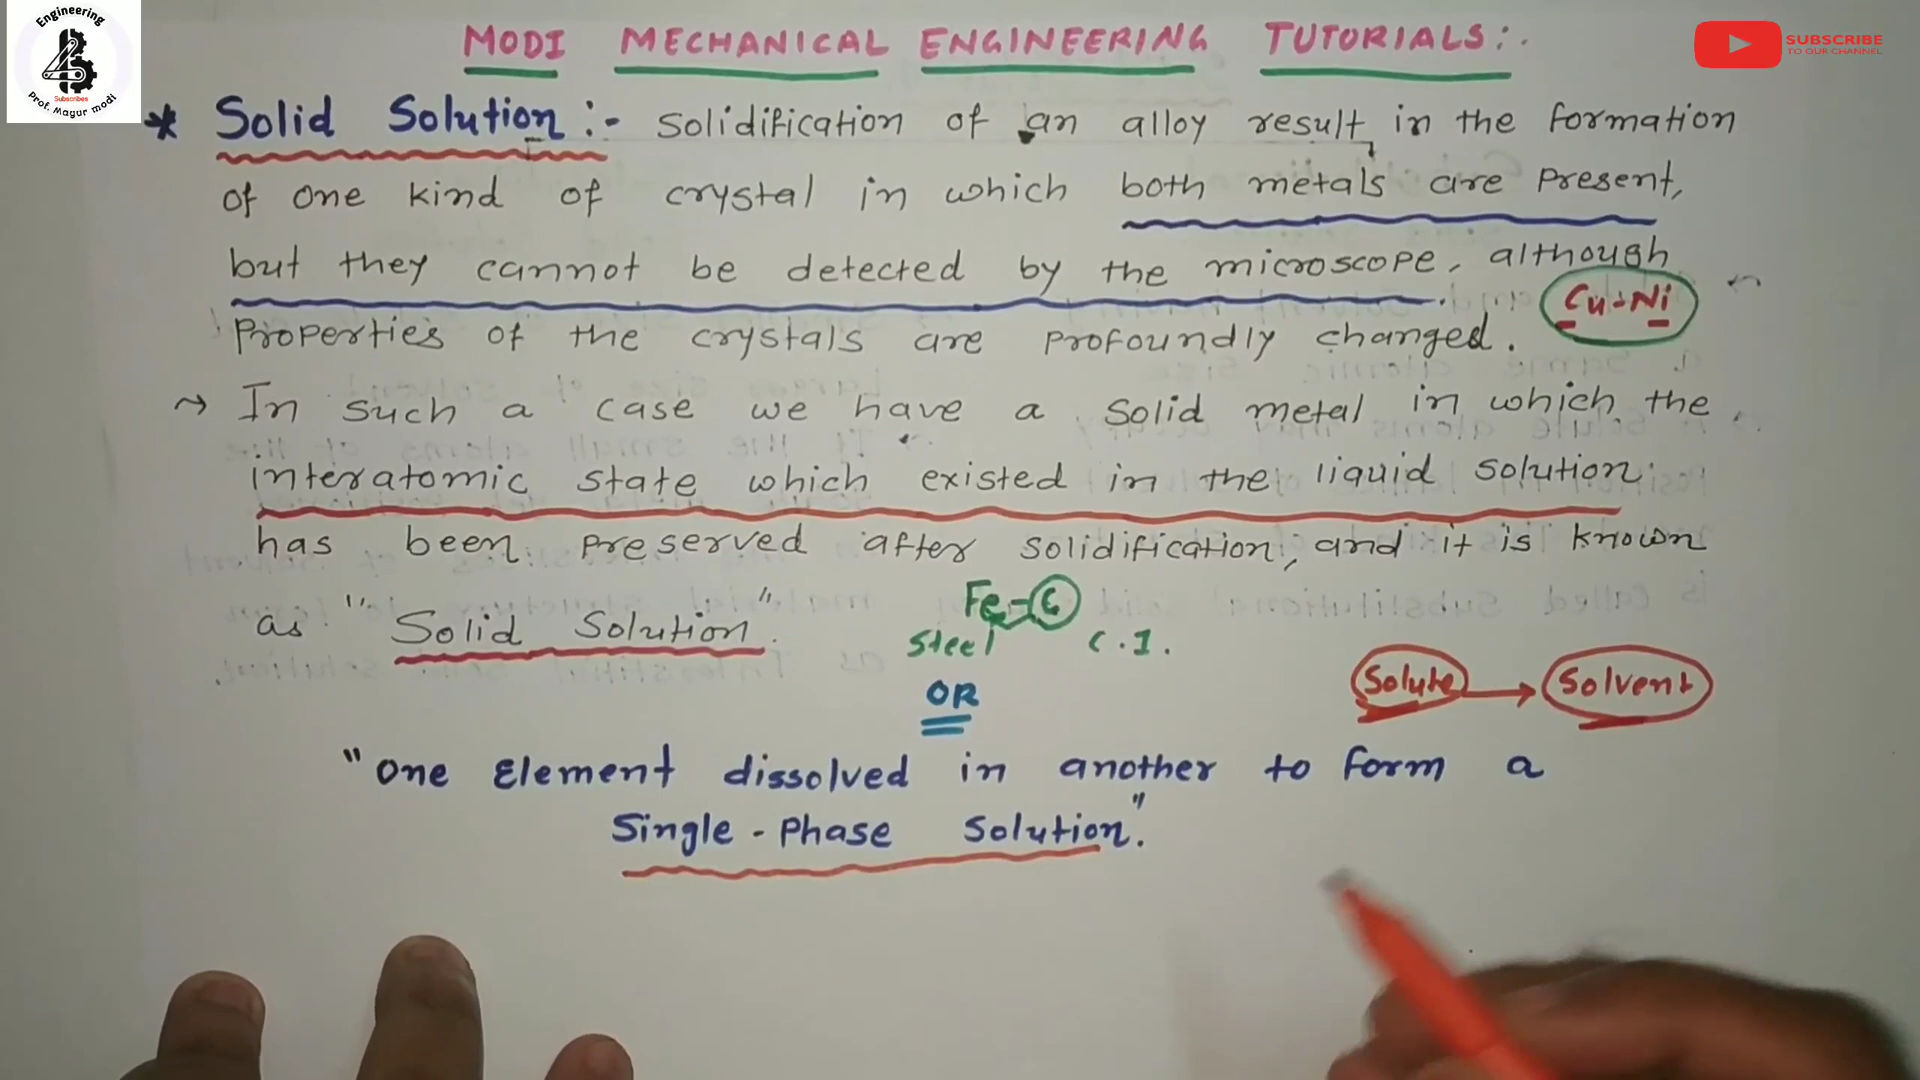 Engineering
Subscribes
Prof. Mayur modi
MODI MECHANICAL ENGINEERING TUTORIALS:.
SUBSCRIBE
TO OUR CHANNEL
* Solid Solution:- solidification of an alloy result in the formation
of one kind of crystal in which both metals are present,
but they cannot be detected by the microscope, although
Cu-Ni
Properties of the crystals are profoundly changed.
→ In such a case we have a solid metal in which the
interatomic state which existed in the liquid solution
has been preserved after solidification, and it is known
as "Solid Solution".
Fe-C
Steel C.I.
Solute → Solvent
OR
"One Element dissolved in another to form a
Single-Phase Solution."